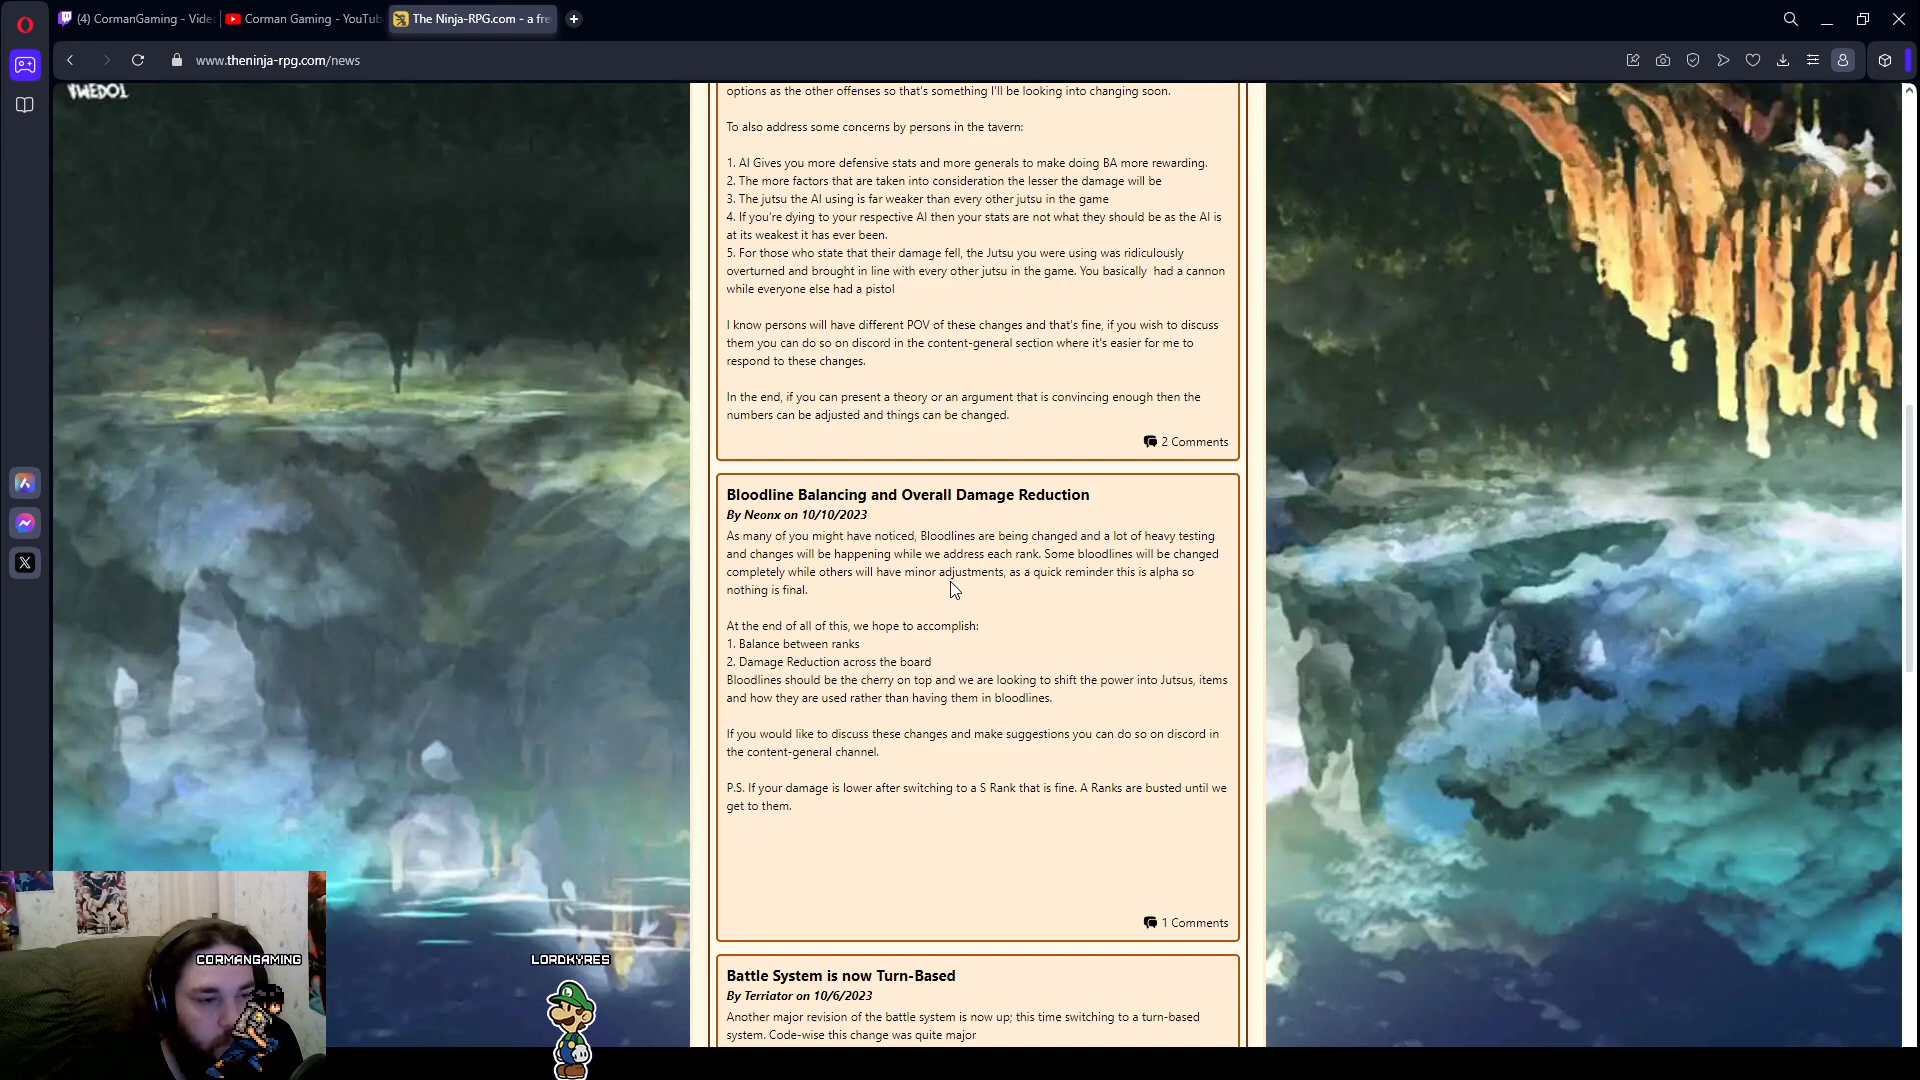 (4) CormanGaming - Vide
Corman Gaming - YouTub
The Ninja-RPG.com - a fre
www.theninja-rpg.com/news
options as the other offenses so that's something I'll be looking into changing soon.
To also address some concerns by persons in the tavern:
1. AI Gives you more defensive stats and more generals to make doing BA more rewarding.
2. The more factors that are taken into consideration the lesser the damage will be
3. The jutsu the AI using is far weaker than every other jutsu in the game
4. If you're dying to your respective AI then your stats are not what they should be as the AI is
at its weakest it has ever been.
5. For those who state that their damage fell, the Jutsu you were using was ridiculously
overturned and brought in line with every other jutsu in the game. You basically had a cannon
while everyone else had a pistol
I know persons will have different POV of these changes and that's fine, if you wish to discuss
them you can do so on discord in the content-general section where it's easier for me to
respond to these changes.
In the end, if you can present a theory or an argument that is convincing enough then the
numbers can be adjusted and things can be changed.
2 Comments
Bloodline Balancing and Overall Damage Reduction
By Neonx on 10/10/2023
As many of you might have noticed, Bloodlines are being changed and a lot of heavy testing
and changes will be happening while we address each rank. Some bloodlines will be changed
completely while others will have minor adjustments, as a quick reminder this is alpha so
nothing is final.
At the end of all of this, we hope to accomplish:
1. Balance between ranks
2. Damage Reduction across the board
Bloodlines should be the cherry on top and we are looking to shift the power into Jutsus, items
and how they are used rather than having them in bloodlines.
If you would like to discuss these changes and make suggestions you can do so on discord in
the content-general channel.
P.S. If your damage is lower after switching to a S Rank that is fine. A Ranks are busted until we
get to them.
1 Comments
Battle System is now Turn-Based
By Terriator on 10/6/2023
Another major revision of the battle system is now up; this time switching to a turn-based
system. Code-wise this change was quite major
CORMANGAMING
LORDKYRES